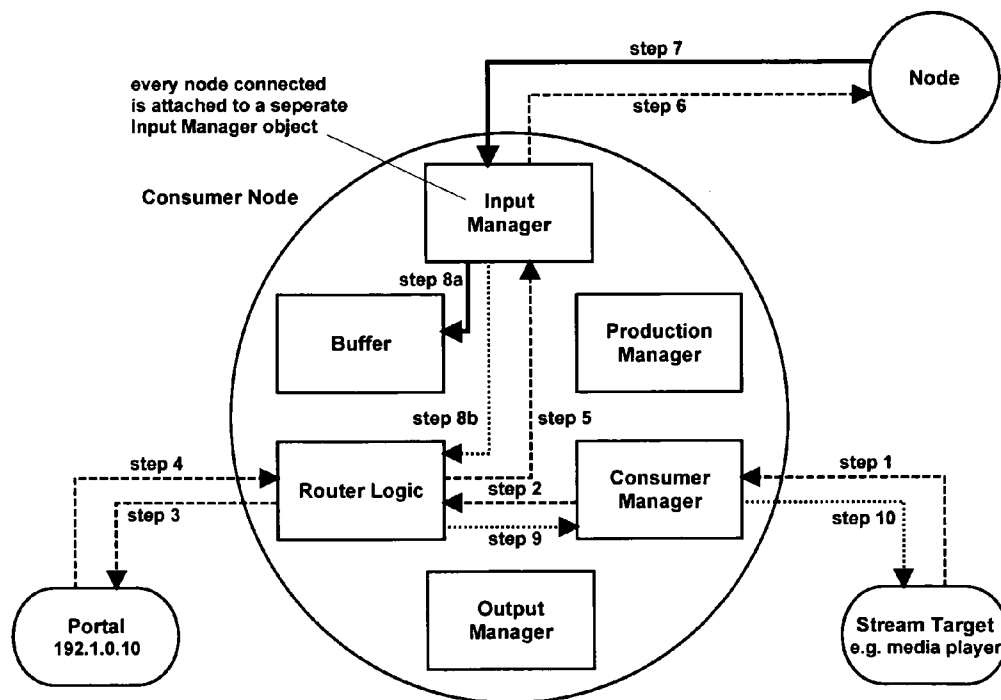 step 7
Node
every node connected
is attached to a seperate
Input Manager object
step 6
Consumer Node
Input
Manager
step 8a
Buffer
Production
Manager
step 8b
step 5
step 4
Router Logic
step 2
Consumer
Manager
step 1
step 3
step 9
step 10
Portal
192.1.0.10
Output
Manager
Stream Target
e.g. media player